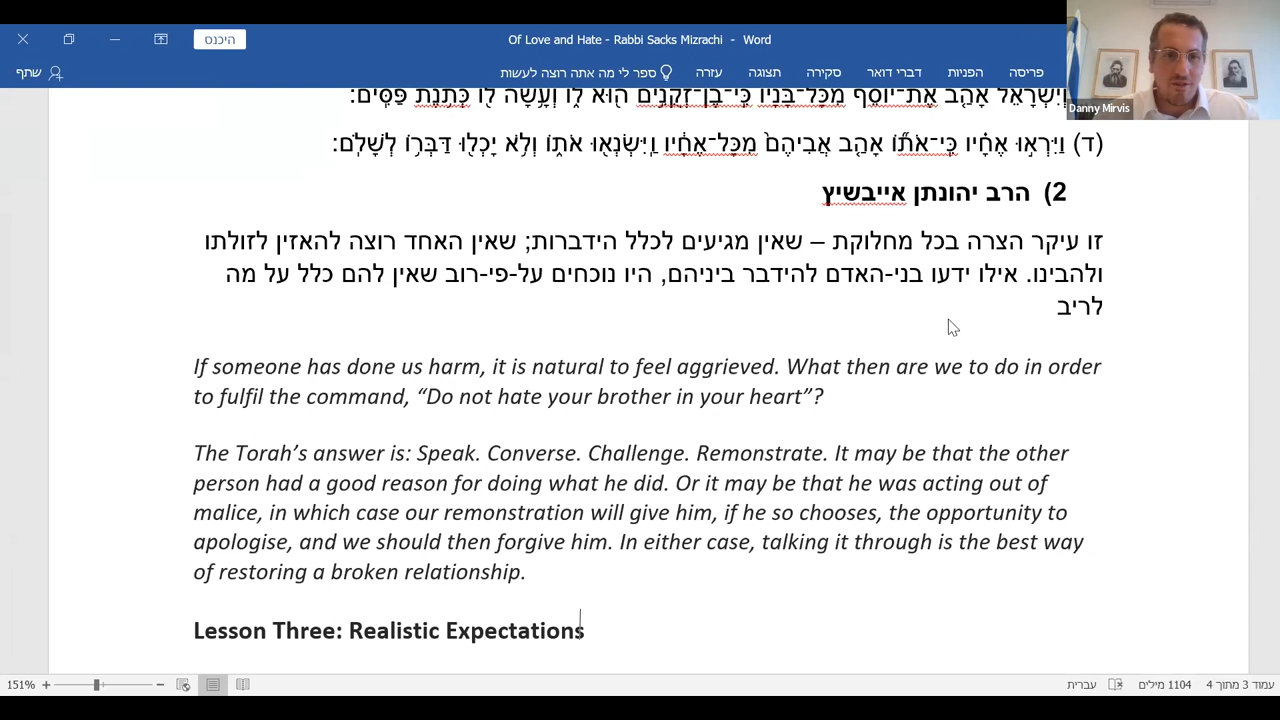 היכנס
Of Love and Hate - Rabbi Sacks Mizrachi - Word
שתף
ספר לי מה אתה רוצה לעשות
עזרה
תצוגה
סקירה
דברי דואר
הפניות
פריסה
Danny Mirvis
וְיִשְׂרָאֵ֗ל אָהַ֤ב אֶת־יוֹסֵף֙ מִכׇּל־בָּנָ֔יו כִּֽי־בֶן־זְקֻנִ֥ים ה֖וּא ל֑וֹ וְעָ֥שָׂה ל֖וֹ כְּתֹ֥נֶת פַּסִּֽים׃
(ד) וַיִּרְא֣וּ אֶחָ֗יו כִּֽי־אֹת֞וֹ אָהַ֤ב אֲבִיהֶם֙ מִכׇּל־אֶחָ֔יו וַֽיִּשְׂנְא֖וּ אֹת֑וֹ וְלֹ֥א יָכְל֖וּ דַּבְּר֥וֹ לְשָׁלֹֽם׃
2) הרב יהונתן אייבשיץ
זו עיקר הצרה בכל מחלוקת – שאין מגיעים לכלל הידברות; שאין האחד רוצה להאזין לזולתו
ולהבינו. אילו ידעו בני-האדם להידבר ביניהם, היו נוכחים על-פי-רוב שאין להם כלל על מה
לריב
If someone has done us harm, it is natural to feel aggrieved. What then are we to do in order
to fulfil the command, “Do not hate your brother in your heart”?
The Torah’s answer is: Speak. Converse. Challenge. Remonstrate. It may be that the other
person had a good reason for doing what he did. Or it may be that he was acting out of
malice, in which case our remonstration will give him, if he so chooses, the opportunity to
apologise, and we should then forgive him. In either case, talking it through is the best way
of restoring a broken relationship.
Lesson Three: Realistic Expectations
151%
עברית
1104 מילים
עמוד 3 מתוך 4